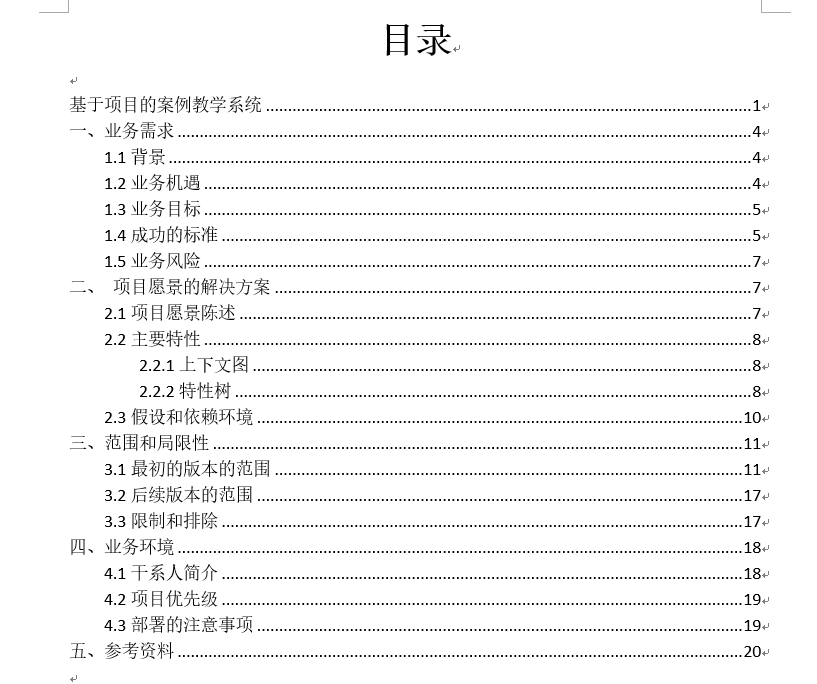 目录
基于项目的案例教学系统 1
一、业务需求 4
1.1 背景 4
1.2 业务机遇 4
1.3 业务目标 5
1.4 成功的标准 5
1.5 业务风险 7
二、 项目愿景的解决方案 7
2.1 项目愿景陈述 7
2.2 主要特性 8
2.2.1 上下文图 8
2.2.2 特性树 8
2.3 假设和依赖环境 10
三、范围和局限性 11
3.1 最初的版本的范围 11
3.2 后续版本的范围 17
3.3 限制和排除 17
四、业务环境 18
4.1 干系人简介 18
4.2 项目优先级 19
4.3 部署的注意事项 19
五、参考资料 20